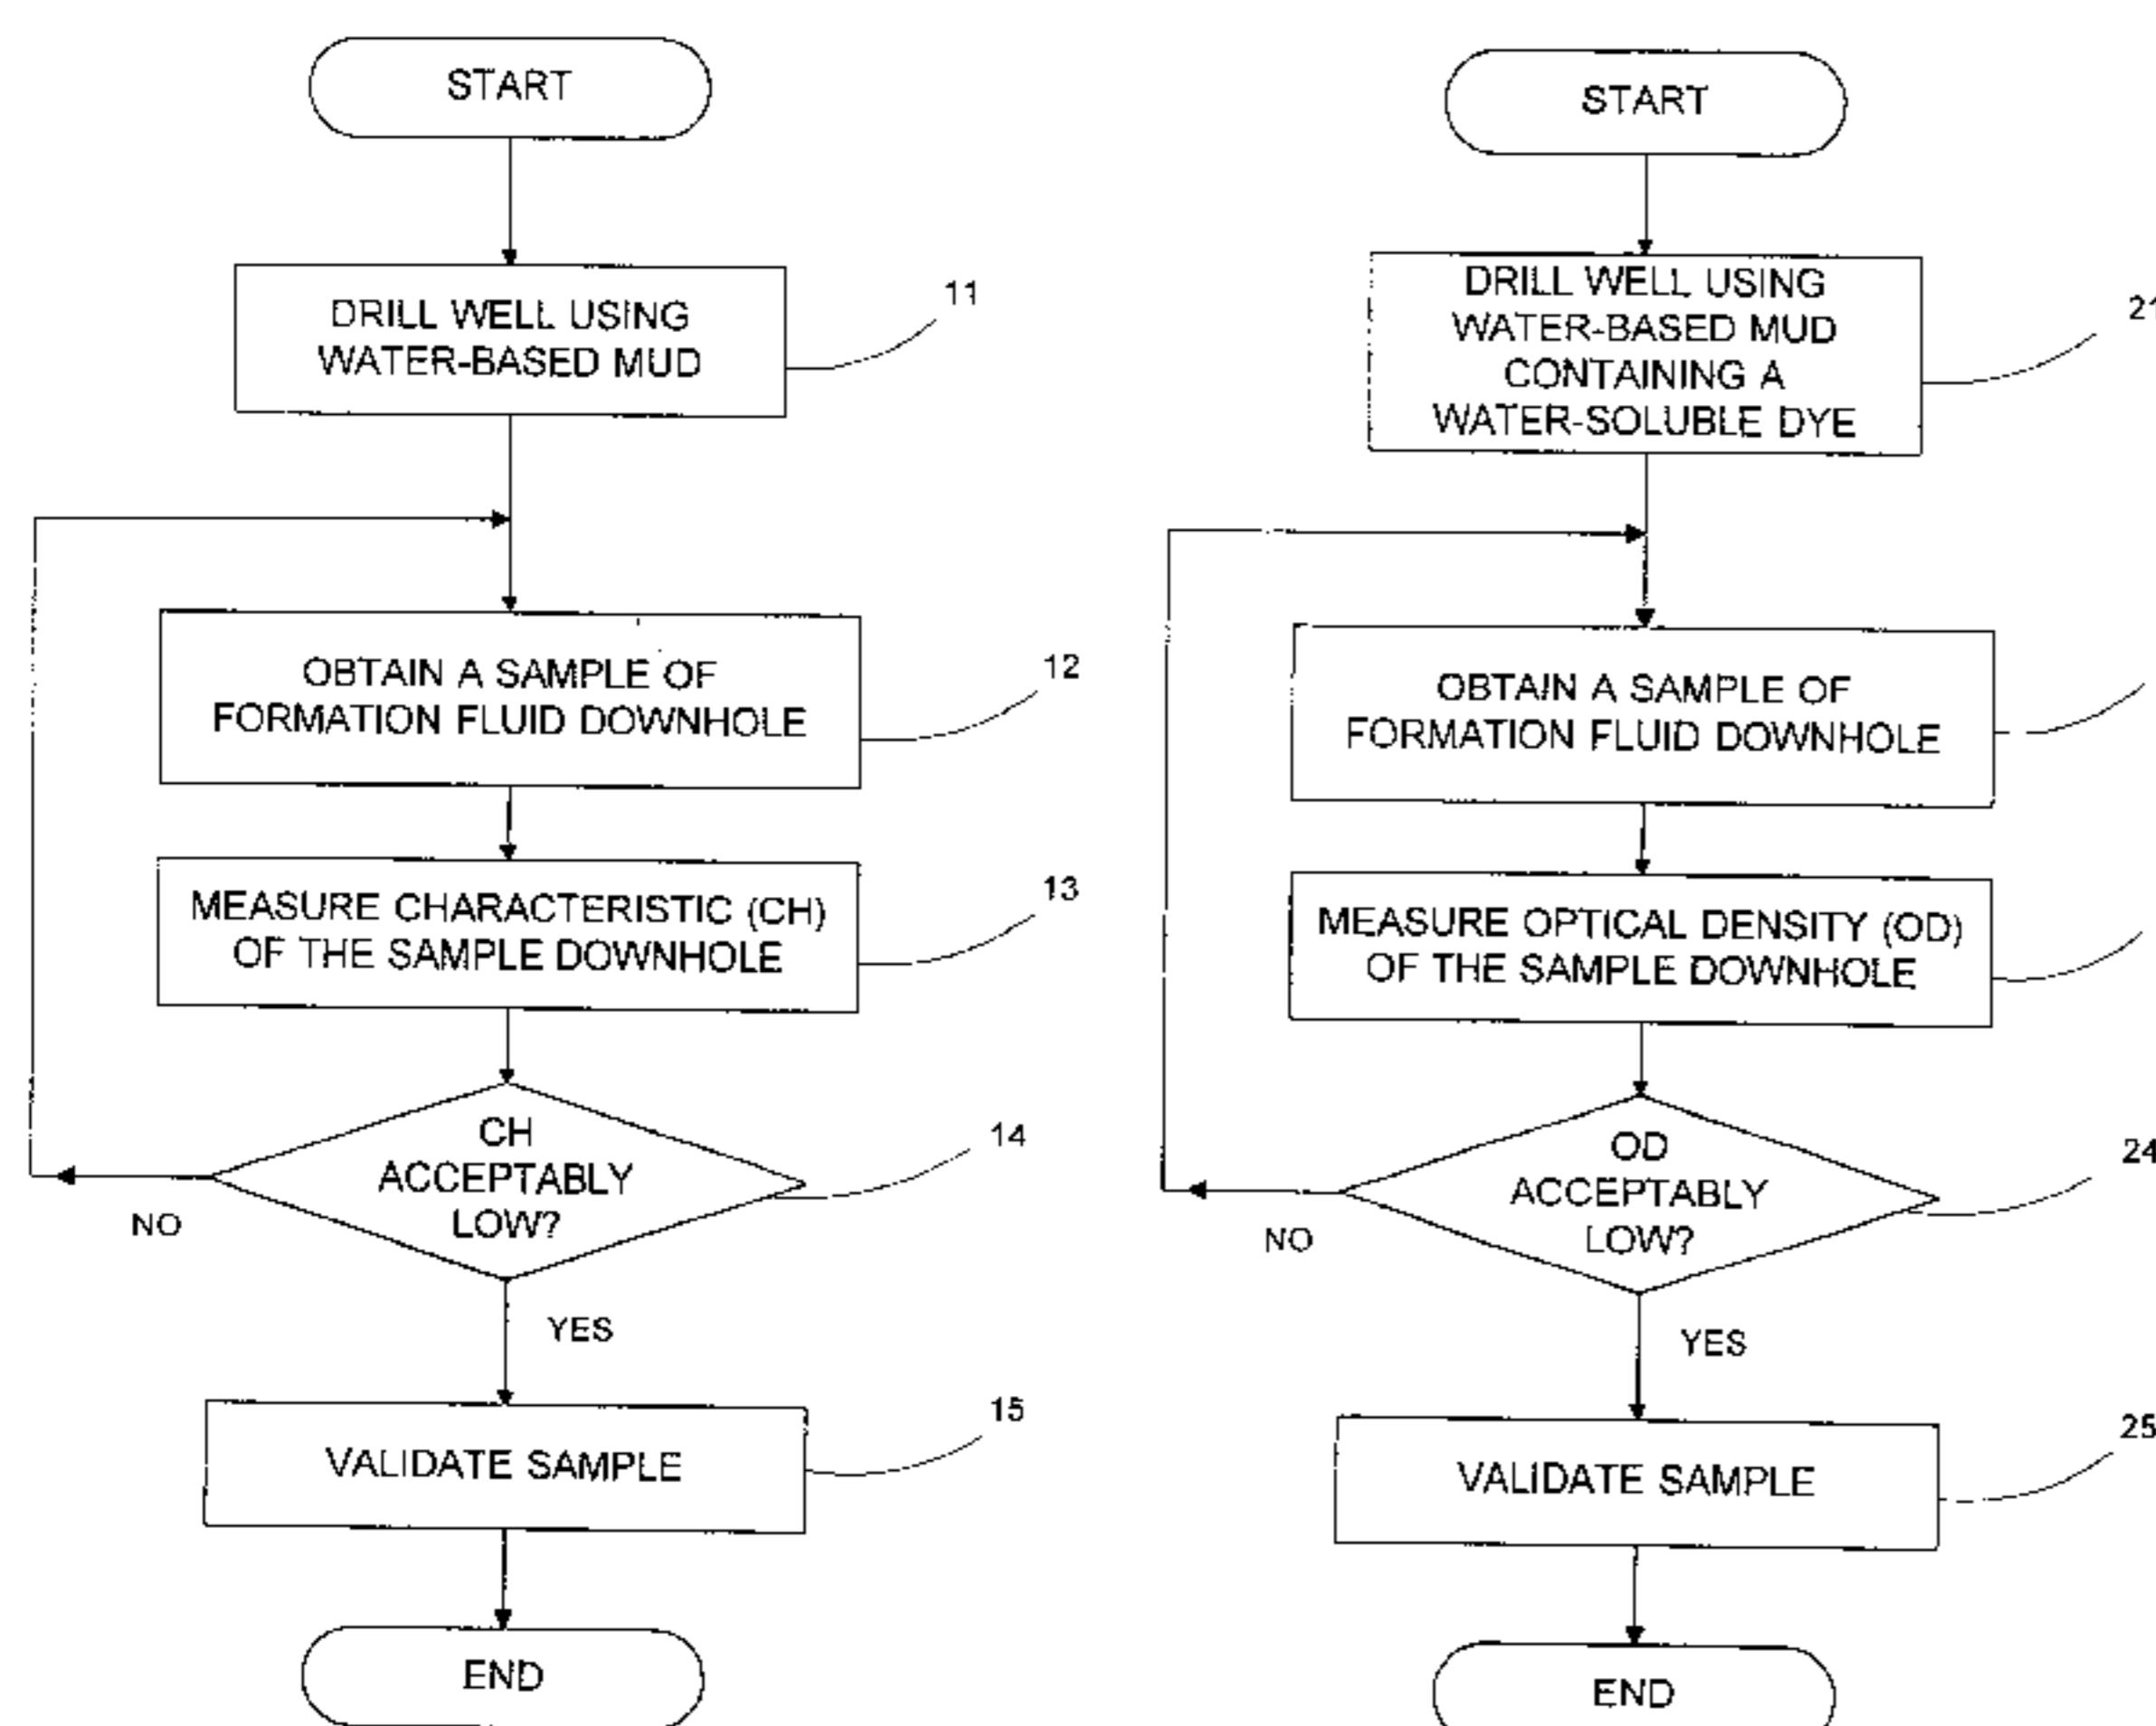 START
DRILL WELL USING
WATER-BASED MUD
11
OBTAIN A SAMPLE OF
FORMATION FLUID DOWNHOLE
12
MEASURE CHARACTERISTIC (CH)
OF THE SAMPLE DOWNHOLE
13
CH
ACCEPTABLY
LOW?
14
NO
YES
VALIDATE SAMPLE
15
END
START
DRILL WELL USING
WATER-BASED MUD
CONTAINING A
WATER-SOLUBLE DYE
21
OBTAIN A SAMPLE OF
FORMATION FLUID DOWNHOLE
MEASURE OPTICAL DENSITY (OD)
OF THE SAMPLE DOWNHOLE
OD
ACCEPTABLY
LOW?
24
NO
YES
VALIDATE SAMPLE
25
END